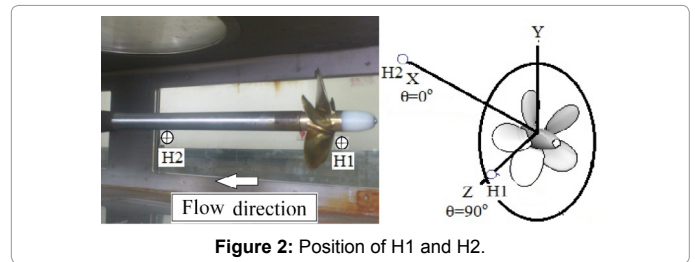 H2
H1
Flow direction
Y
H2
X
θ=0°
Z
H1
θ=90°
Figure 2: Position of H1 and H2.